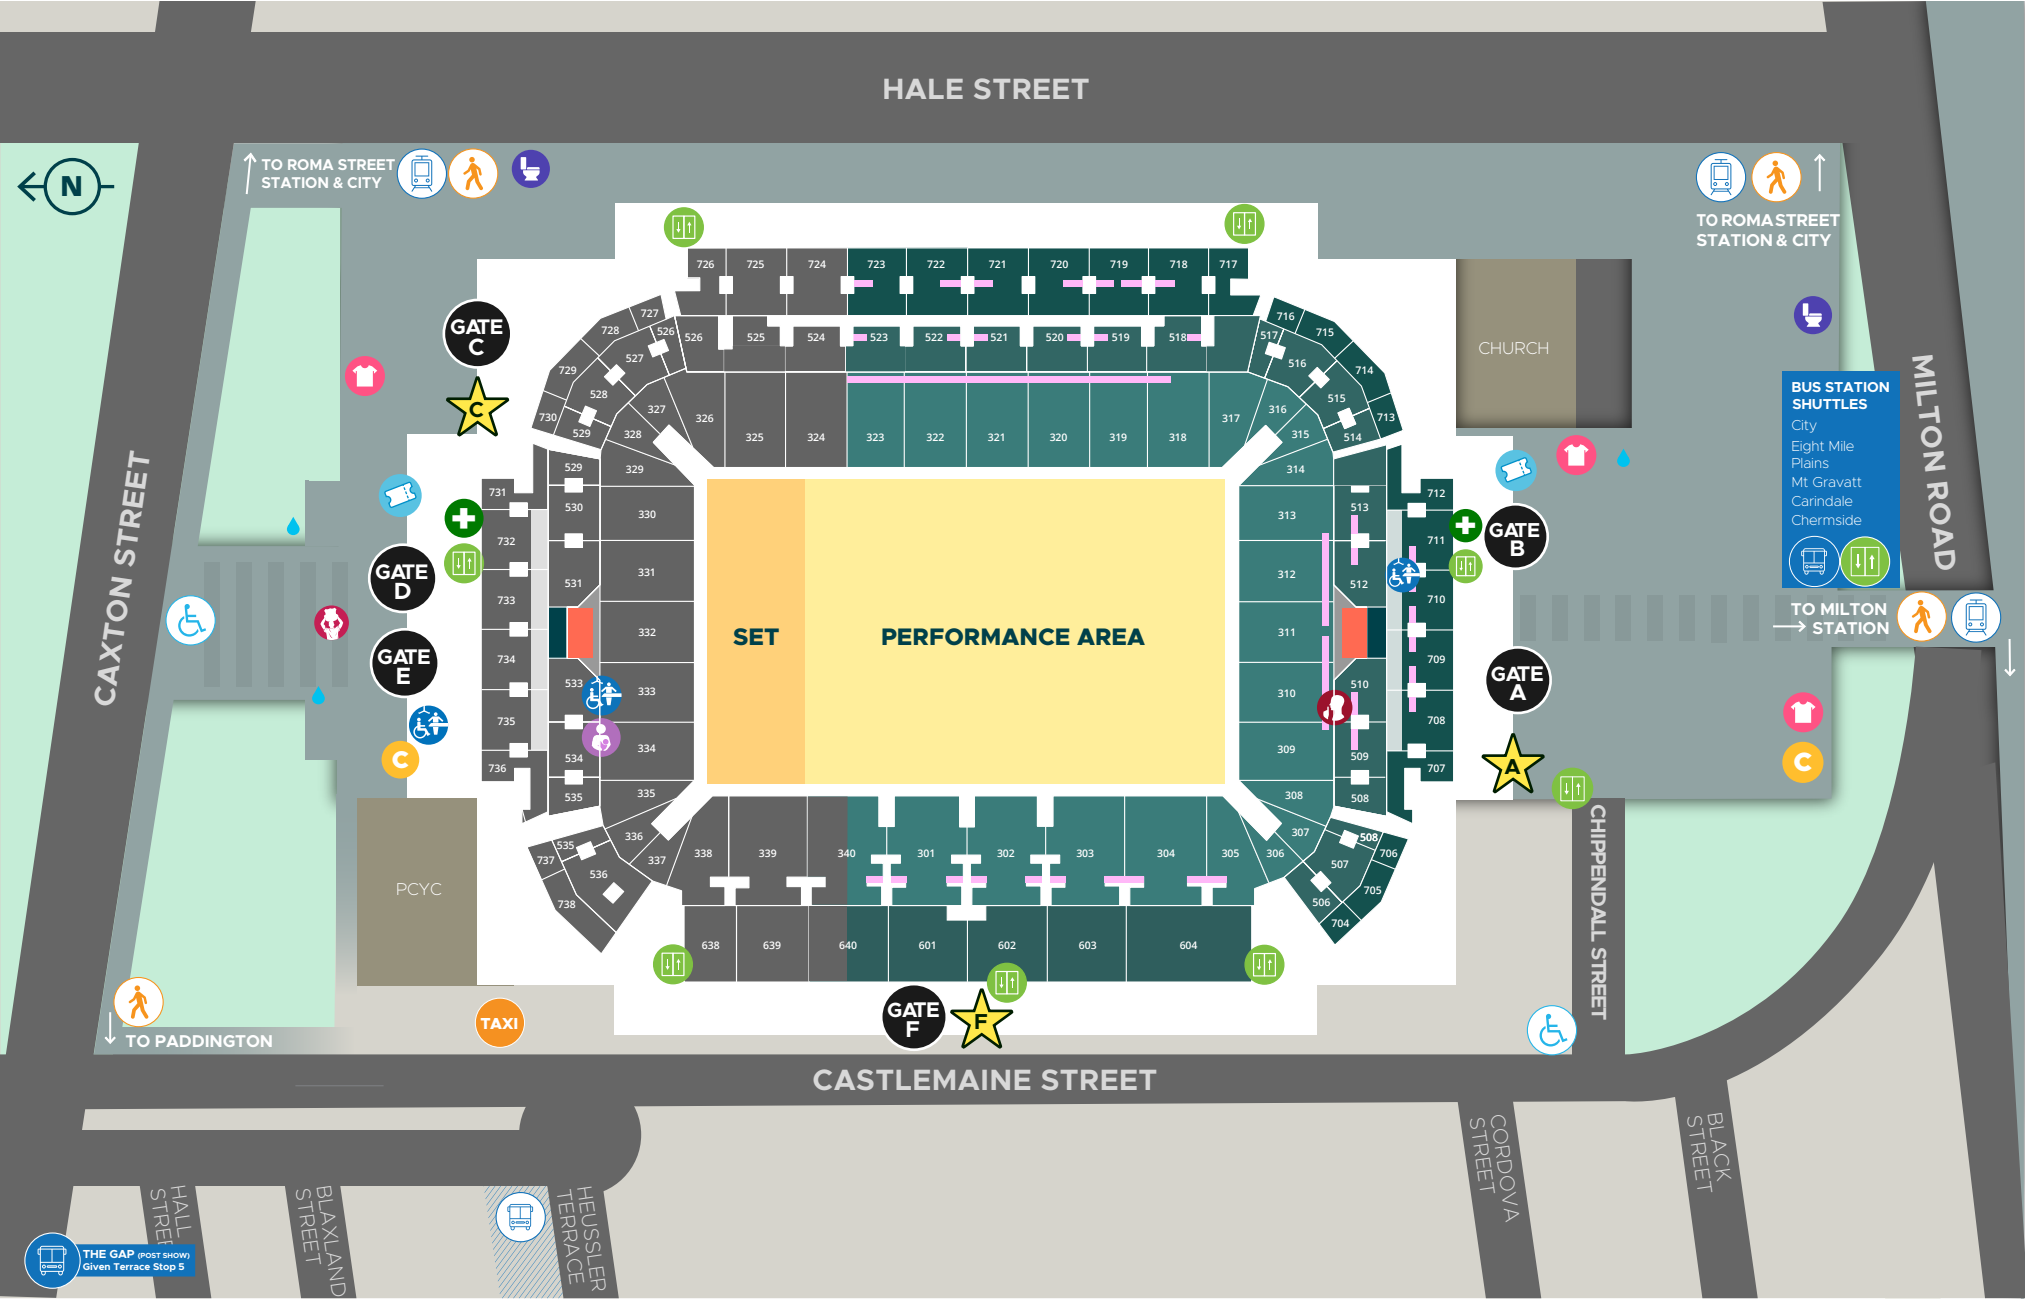 HALE STREET
TO ROMA STREET
STATION & CITY
N
TO ROMA STREET
STATION & CITY
726 725 724 723 722 721 720 719 718 717
727 716
728 526 526 525 524 523 522 521 520 519 518 517 715
GATE
C
527 516
729 714
528 515
C
730 327 326 316 713
529 328 325 324 323 322 321 320 319 318 317 315 514
CHURCH
MILTON ROAD
BUS STATION
SHUTTLES
City
Eight Mile
Plains
Mt Gravatt
Carindale
Chermside
529 329 314
731 530 330 313 513 712
732 711
GATE
B
GATE
D
531 331 312 512
733 710
TO MILTON
STATION
332 SET PERFORMANCE AREA 311
734 709
GATE
E
533 333 310 510
GATE
A
735 708
534 334 309 509
736 707
C
A
C
535 335 308 508
CAXTON STREET
336 307 508
535 737 337 338 339 340 301 302 303 304 305 306 507 706
536 705
738 506
704
PCYC
638 639 640 601 602 603 604
CHIPPENDALL STREET
TAXI
GATE
F
F
TO PADDINGTON
CASTLEMAINE STREET
HALL
STREET
BLAXLAND
STREET
HEUSSLER
TERRACE
CORDOVA
STREET
BLACK
STREET
THE GAP (POST SHOW)
Given Terrace Stop 5